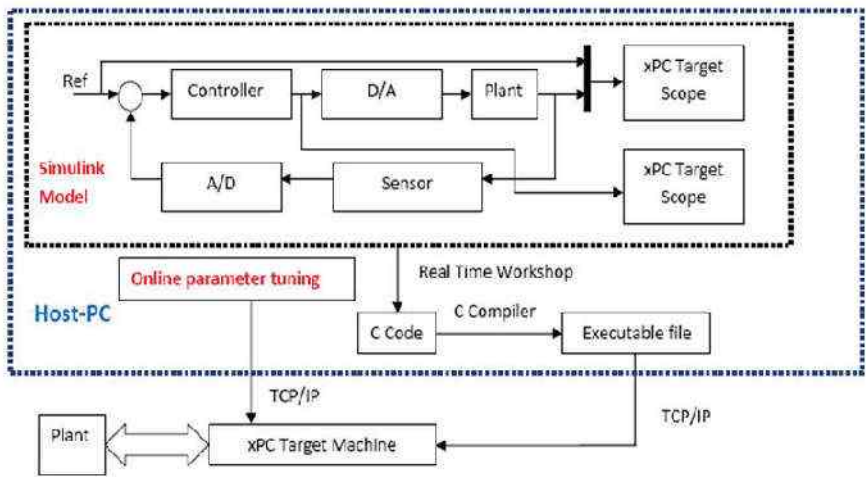 Ref
Controller
D/A
Plant
xPC Target
Scope
Simulink
Model
A/D
Sensor
xPC Target
Scope
Online parameter tuning
Real Time Workshop
Host-PC
C Code
C Compiler
Executable file
TCP/IP
TCP/IP
Plant
xPC Target Machine